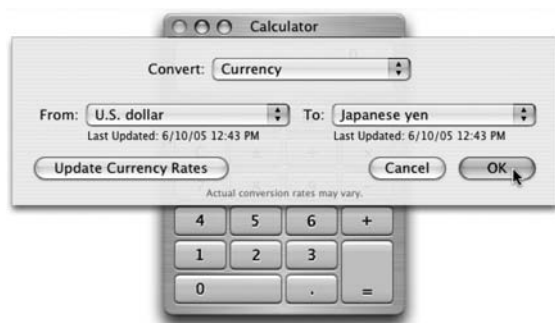 Calculator
Convert: Currency
From: U.S. dollar To: Japanese yen
Last Updated: 6/10/05 12:43 PM Last Updated: 6/10/05 12:43 PM
Update Currency Rates Cancel OK
Actual conversion rates may vary.
4 5 6 +
1 2 3
0 . =